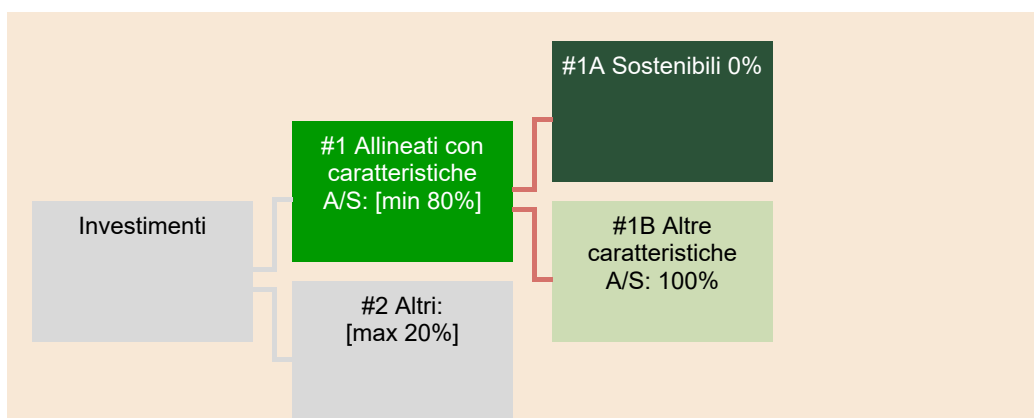 #1A Sostenibili 0%
#1 Allineati con
caratteristiche
A/S: [min 80%]
Investimenti
#1B Altre
caratteristiche
A/S: 100%
#2 Altri:
[max 20%]